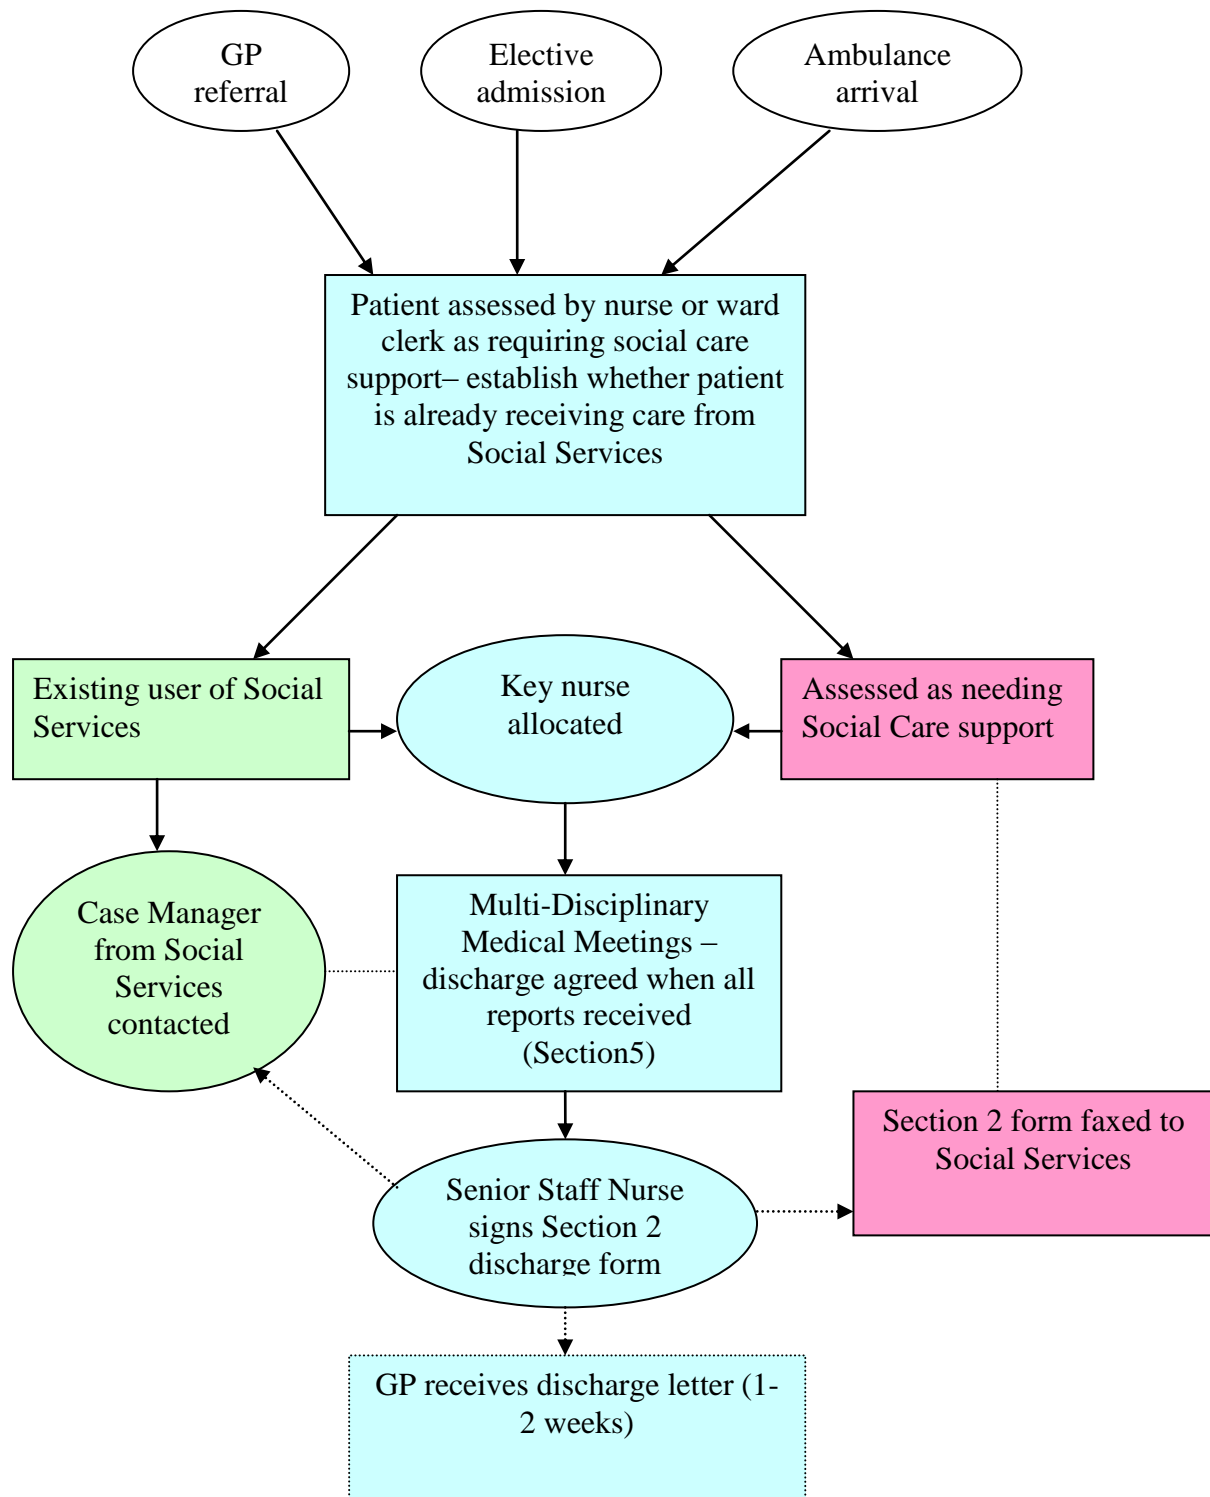 GP
referral
Elective
admission
Ambulance
arrival
Patient assessed by nurse or ward
clerk as requiring social care
support– establish whether patient
is already receiving care from
Social Services
Existing user of Social
Services
Key nurse
allocated
Assessed as needing
Social Care support
Case Manager
from Social
Services
contacted
Multi-Disciplinary
Medical Meetings –
discharge agreed when all
reports received
(Section5)
Section 2 form faxed to
Social Services
Senior Staff Nurse
signs Section 2
discharge form
GP receives discharge letter (1-
2 weeks)